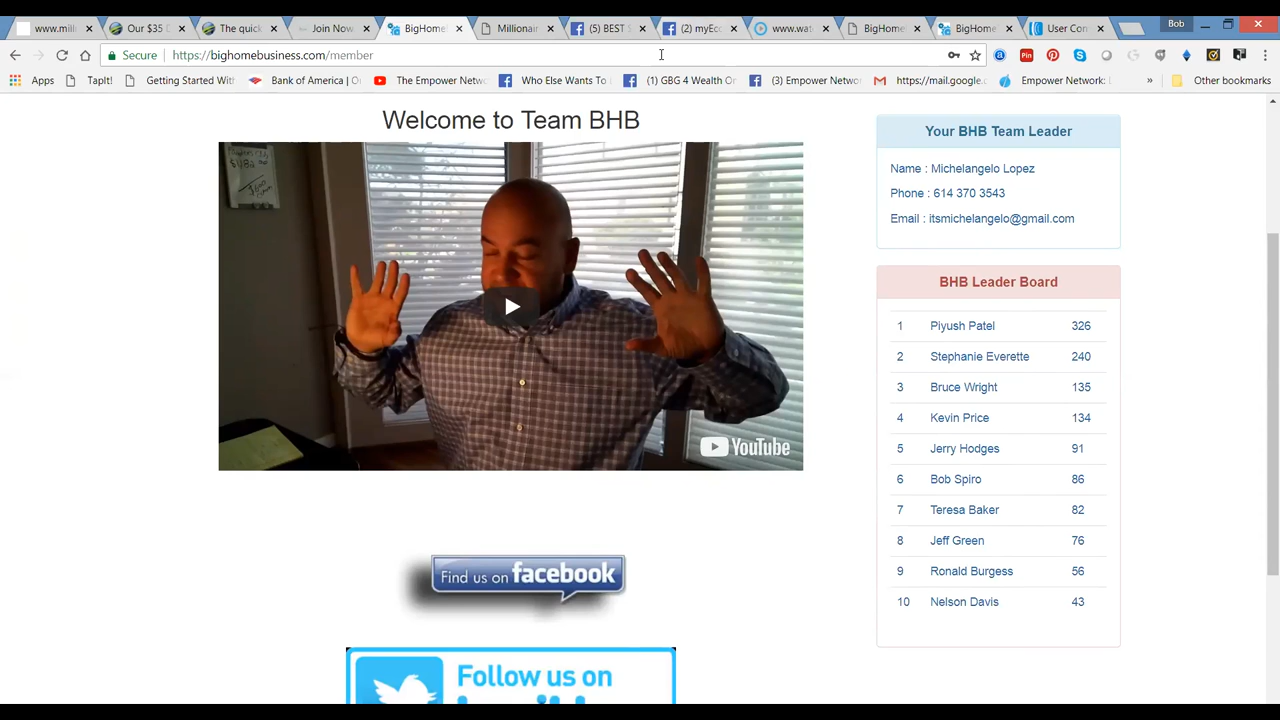 www.mill
Our $35 D
The quick
Join Now
BigHome
Millionair
(5) BEST S
(2) myEco
www.wat
BigHome
BigHome
User Con
Bob
Secure https://bighomebusiness.com/member
Apps TapIt! Getting Started With Bank of America | O The Empower Netwo Who Else Wants To L (1) GBG 4 Wealth Or (3) Empower Netwo https://mail.google.c Empower Network: » Other bookmarks
Welcome to Team BHB
YouTube
Find us on facebook
Follow us on
Your BHB Team Leader
Name : Michelangelo Lopez
Phone : 614 370 3543
Email : itsmichelangelo@gmail.com
BHB Leader Board
1 Piyush Patel 326
2 Stephanie Everette 240
3 Bruce Wright 135
4 Kevin Price 134
5 Jerry Hodges 91
6 Bob Spiro 86
7 Teresa Baker 82
8 Jeff Green 76
9 Ronald Burgess 56
10 Nelson Davis 43